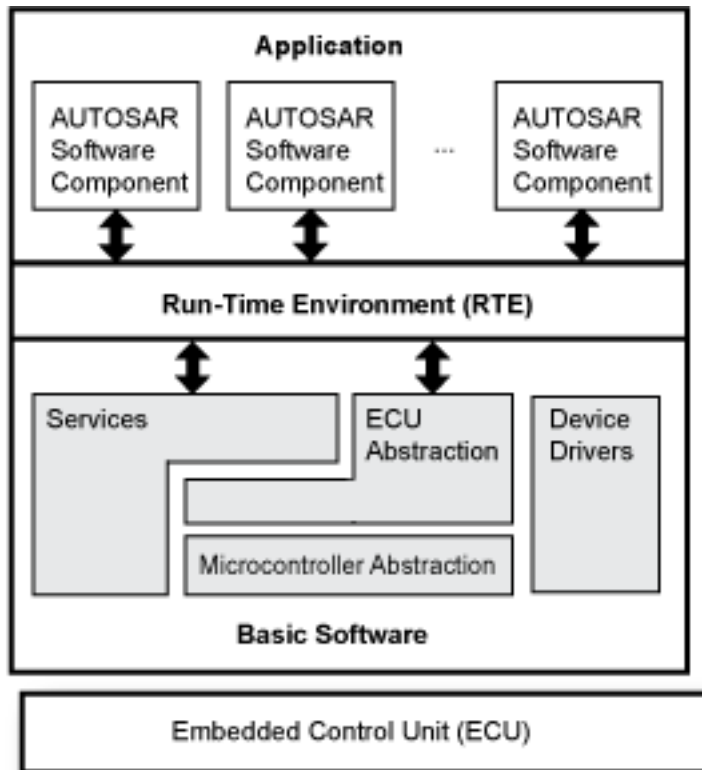 Application
AUTOSAR
Software
Component
AUTOSAR
Software
Component
...
AUTOSAR
Software
Component
Run-Time Environment (RTE)
Services
ECU
Abstraction
Device
Drivers
Microcontroller Abstraction
Basic Software
Embedded Control Unit (ECU)